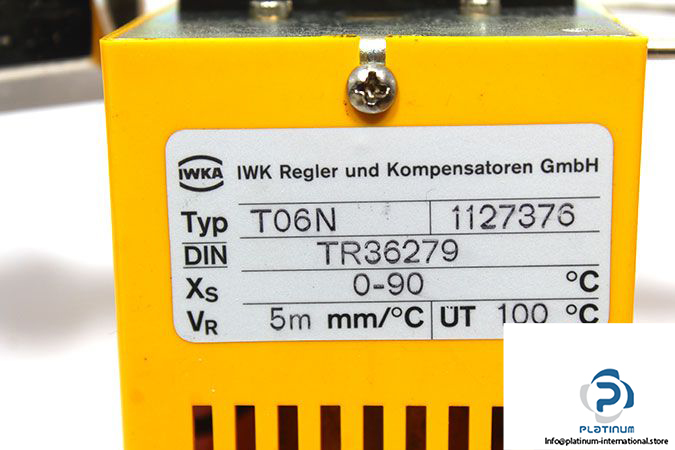 IWKA IWK Regler und Kompensatoren GmbH
Typ T06N 1127376
DIN TR36279
XS 0-90 °C
VR 5m mm/°C ÜT 100 °C
PLATINUM
Info@platinum-international.store